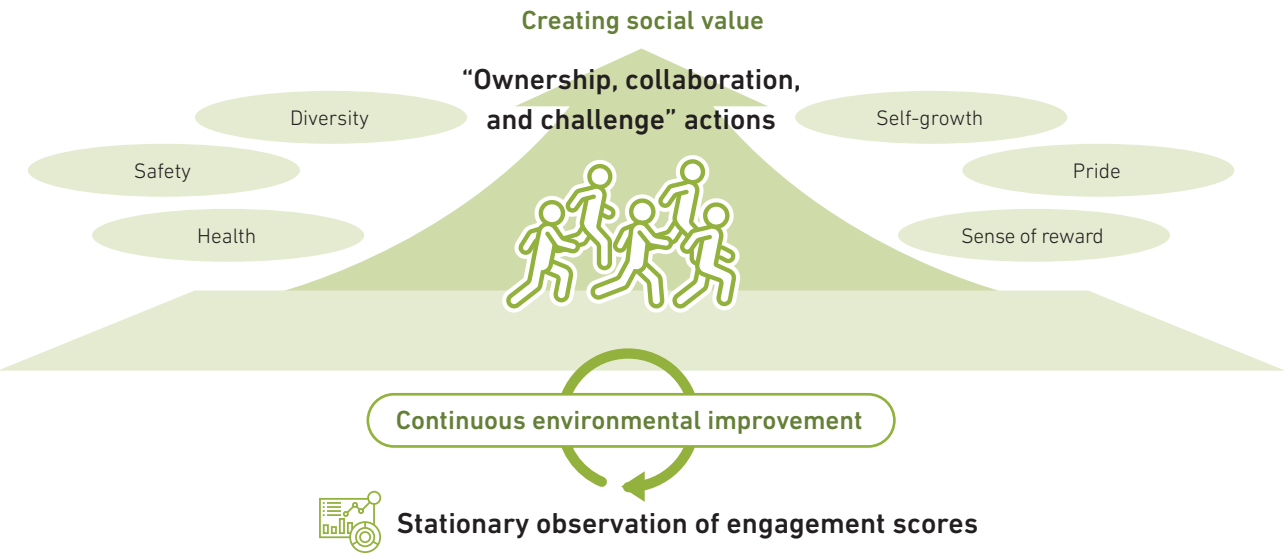 Creating social value
“Ownership, collaboration,
and challenge” actions
Diversity
Safety
Health
Self-growth
Pride
Sense of reward
Continuous environmental improvement
Stationary observation of engagement scores